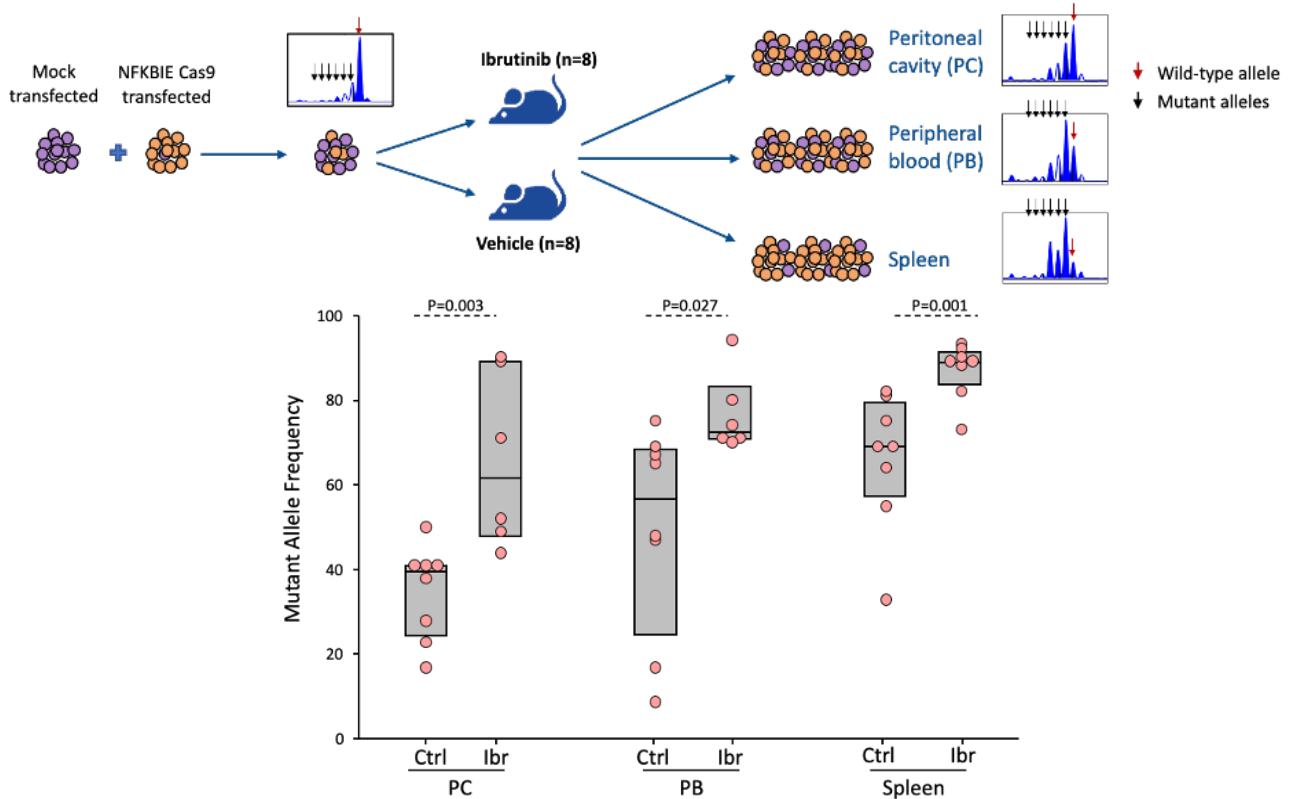 Mock
transfected
NFKBIE Cas9
transfected
Ibrutinib (n=8)
Vehicle (n=8)
Peritoneal
cavity (PC)
Peripheral
blood (PB)
Spleen
Wild-type allele
Mutant alleles
P=0.003
P=0.027
P=0.001
Mutant Allele Frequency
100
80
60
40
20
0
Ctrl
Ibr
Ctrl
Ibr
Ctrl
Ibr
PC
PB
Spleen